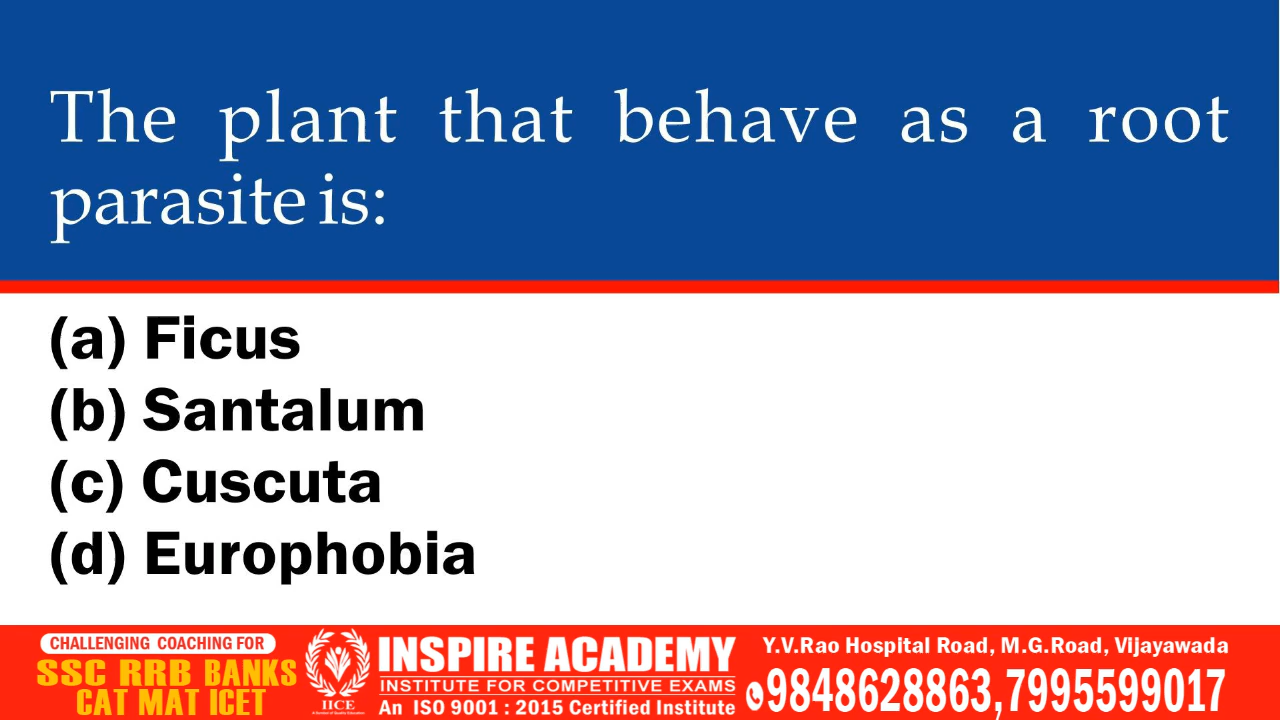 The plant that behave as a root
parasite is:
(a) Ficus
(b) Santalum
(c) Cuscuta
(d) Europhobia
CHALLENGING COACHING FOR
SSC RRB BANKS
CAT MAT ICET
IICE
INSPIRE ACADEMY
INSTITUTE FOR COMPETITIVE EXAMS
An ISO 9001 : 2015 Certified Institute
Y.V.Rao Hospital Road, M.G.Road, Vijayawada
9848628863,7995599017